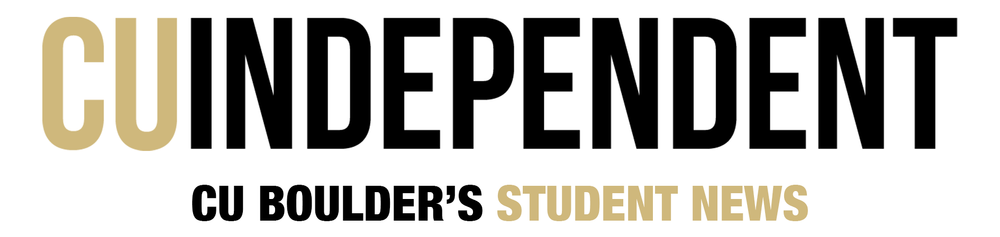 CUINDEPENDENT
CU BOULDER’S STUDENT NEWS